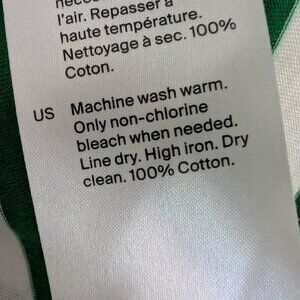 l'air. Repasser à
haute température.
Nettoyage à sec. 100%
Coton.
US Machine wash warm.
Only non-chlorine
bleach when needed.
Line dry. High iron. Dry
clean. 100% Cotton.